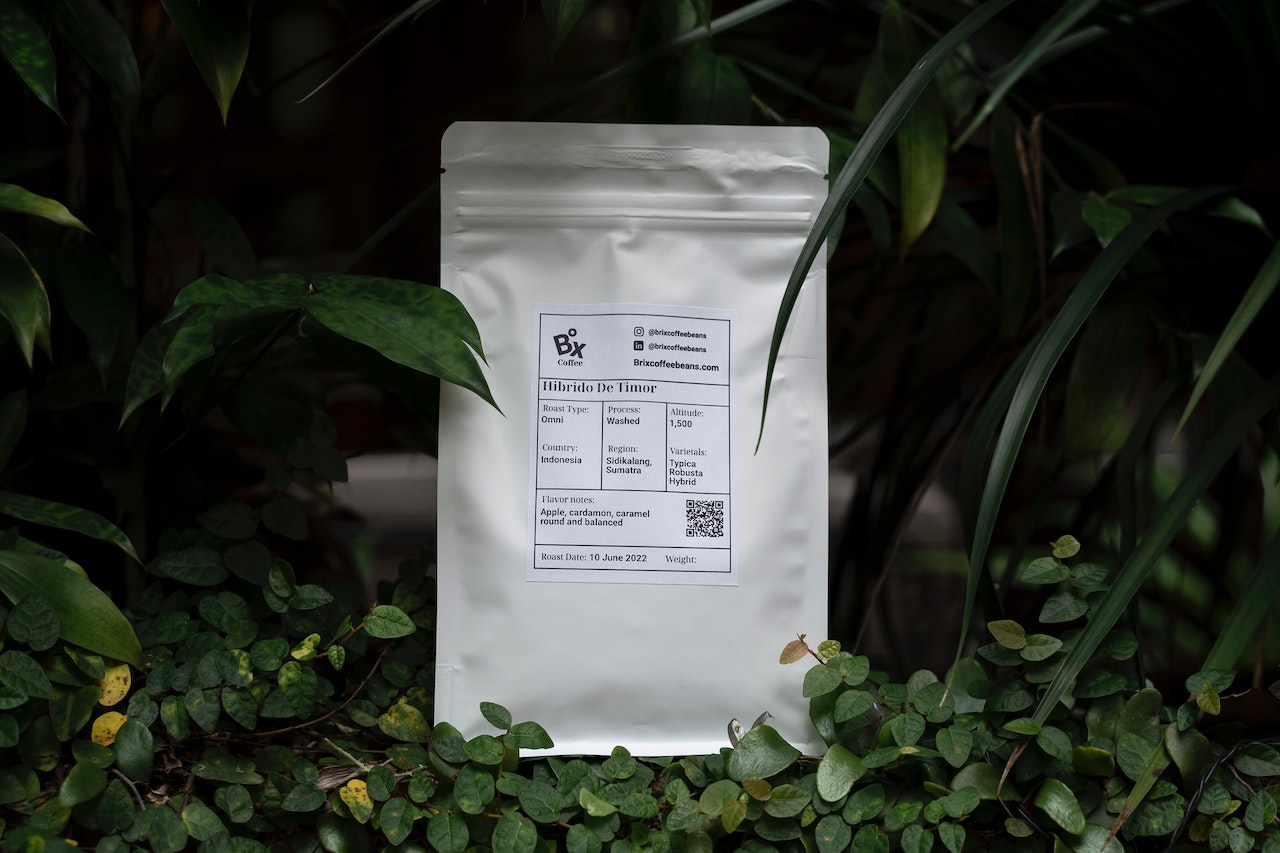 B°X
Coffee
@brixcoffeebeans
@brixcoffeebeans
Brixcoffeebeans.com
Hibrido De Timor
Roast Type:
Omni
Process:
Washed
Altitude:
1,500
Country:
Indonesia
Region:
Sidikalang,
Sumatra
Varietals:
Typica
Robusta
Hybrid
Flavor notes:
Apple, cardamon, caramel
round and balanced
Roast Date: 10 June 2022
Weight: